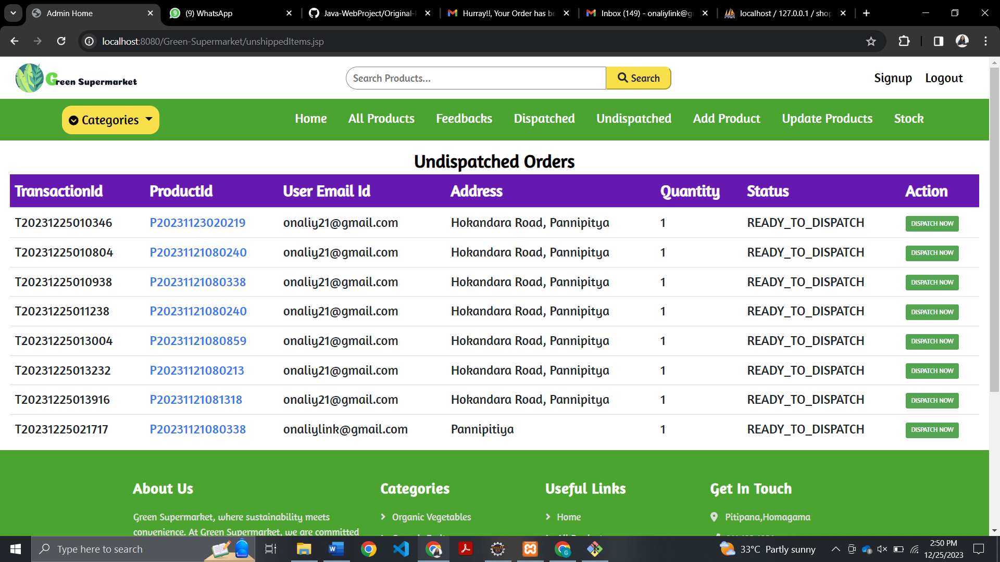 Admin Home
(9) WhatsApp
Java-WebProject/Original-
Hurray!!, Your Order has be
Inbox (149) - onaliylink@g
localhost / 127.0.0.1 / shop
localhost:8080/Green-Supermarket/unshippedItems.jsp
Green Supermarket
Search Products...
Search
Signup Logout
Categories
Home All Products Feedbacks Dispatched Undispatched Add Product Update Products Stock
Undispatched Orders
TransactionId ProductId User Email Id Address Quantity Status Action
T20231225010346 P20231123020219 onaliy21@gmail.com Hokandara Road, Pannipitya 1 READY_TO_DISPATCH DISPATCH NOW
T20231225010804 P20231121080240 onaliy21@gmail.com Hokandara Road, Pannipitya 1 READY_TO_DISPATCH DISPATCH NOW
T20231225010938 P20231121080338 onaliy21@gmail.com Hokandara Road, Pannipitya 1 READY_TO_DISPATCH DISPATCH NOW
T20231225011238 P20231121080240 onaliy21@gmail.com Hokandara Road, Pannipitya 1 READY_TO_DISPATCH DISPATCH NOW
T20231225013004 P20231121080859 onaliy21@gmail.com Hokandara Road, Pannipitya 1 READY_TO_DISPATCH DISPATCH NOW
T20231225013232 P20231121080213 onaliy21@gmail.com Hokandara Road, Pannipitya 1 READY_TO_DISPATCH DISPATCH NOW
T20231225013916 P20231121081318 onaliy21@gmail.com Hokandara Road, Pannipitya 1 READY_TO_DISPATCH DISPATCH NOW
T20231225021717 P20231121080338 onaliylink@gmail.com Pannipitiya 1 READY_TO_DISPATCH DISPATCH NOW
About Us Categories Useful Links Get In Touch
Green Supermarket, where sustainability meets
Organic Vegetables
Home
Pitipana,Homagama
convenience. At Green Supermarket, we are committed
Type here to search
33°C Partly sunny
2:50 PM
12/25/2023